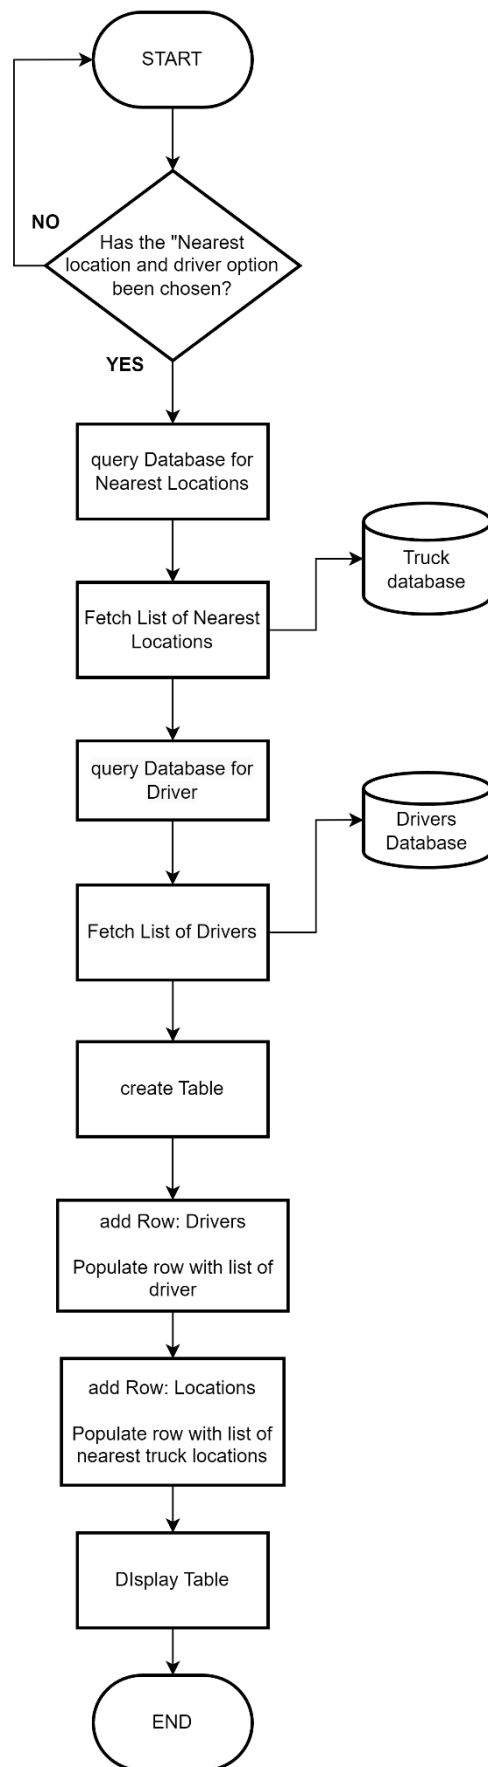 START
NO
Has the "Nearest
location and driver option
been chosen?
YES
query Database for
Nearest Locations
Truck
database
Fetch List of Nearest
Locations
query Database for
Driver
Drivers
Database
Fetch List of Drivers
create Table
add Row: Drivers
Populate row with list of
driver
add Row: Locations
Populate row with list of
nearest truck locations
DIsplay Table
END